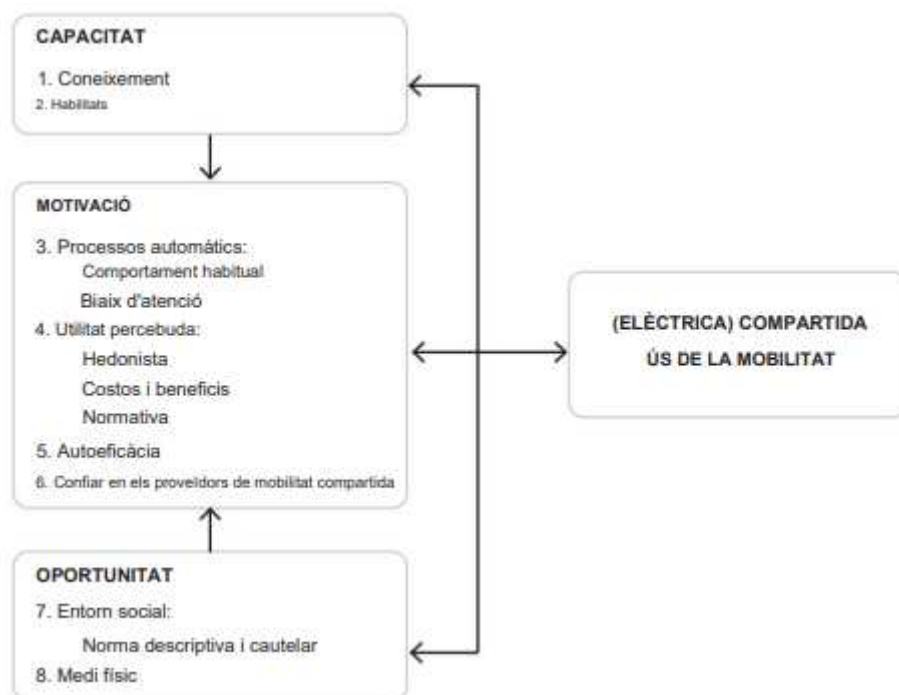 CAPACITAT
1. Coneixement
2. Habilitats
MOTIVACIÓ
3. Processos automàtics:
Comportament habitual
Biaix d'atenció
4. Utilitat percebuda:
Hedonista
Costos i beneficis
Normativa
5. Autoeficàcia
6. Confiar en els proveïdors de mobilitat compartida
OPORTUNITAT
7. Entorn social:
Norma descriptiva i cautelar
8. Medi físic
(ELÈCTRICA) COMPARTIDA
ÚS DE LA MOBILITAT